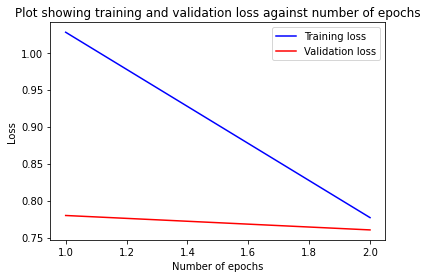 Plot showing training and validation loss against number of epochs
Training loss
Validation loss
Loss
1.00
0.95
0.90
0.85
0.80
0.75
1.0 1.2 1.4 1.6 1.8 2.0
Number of epochs